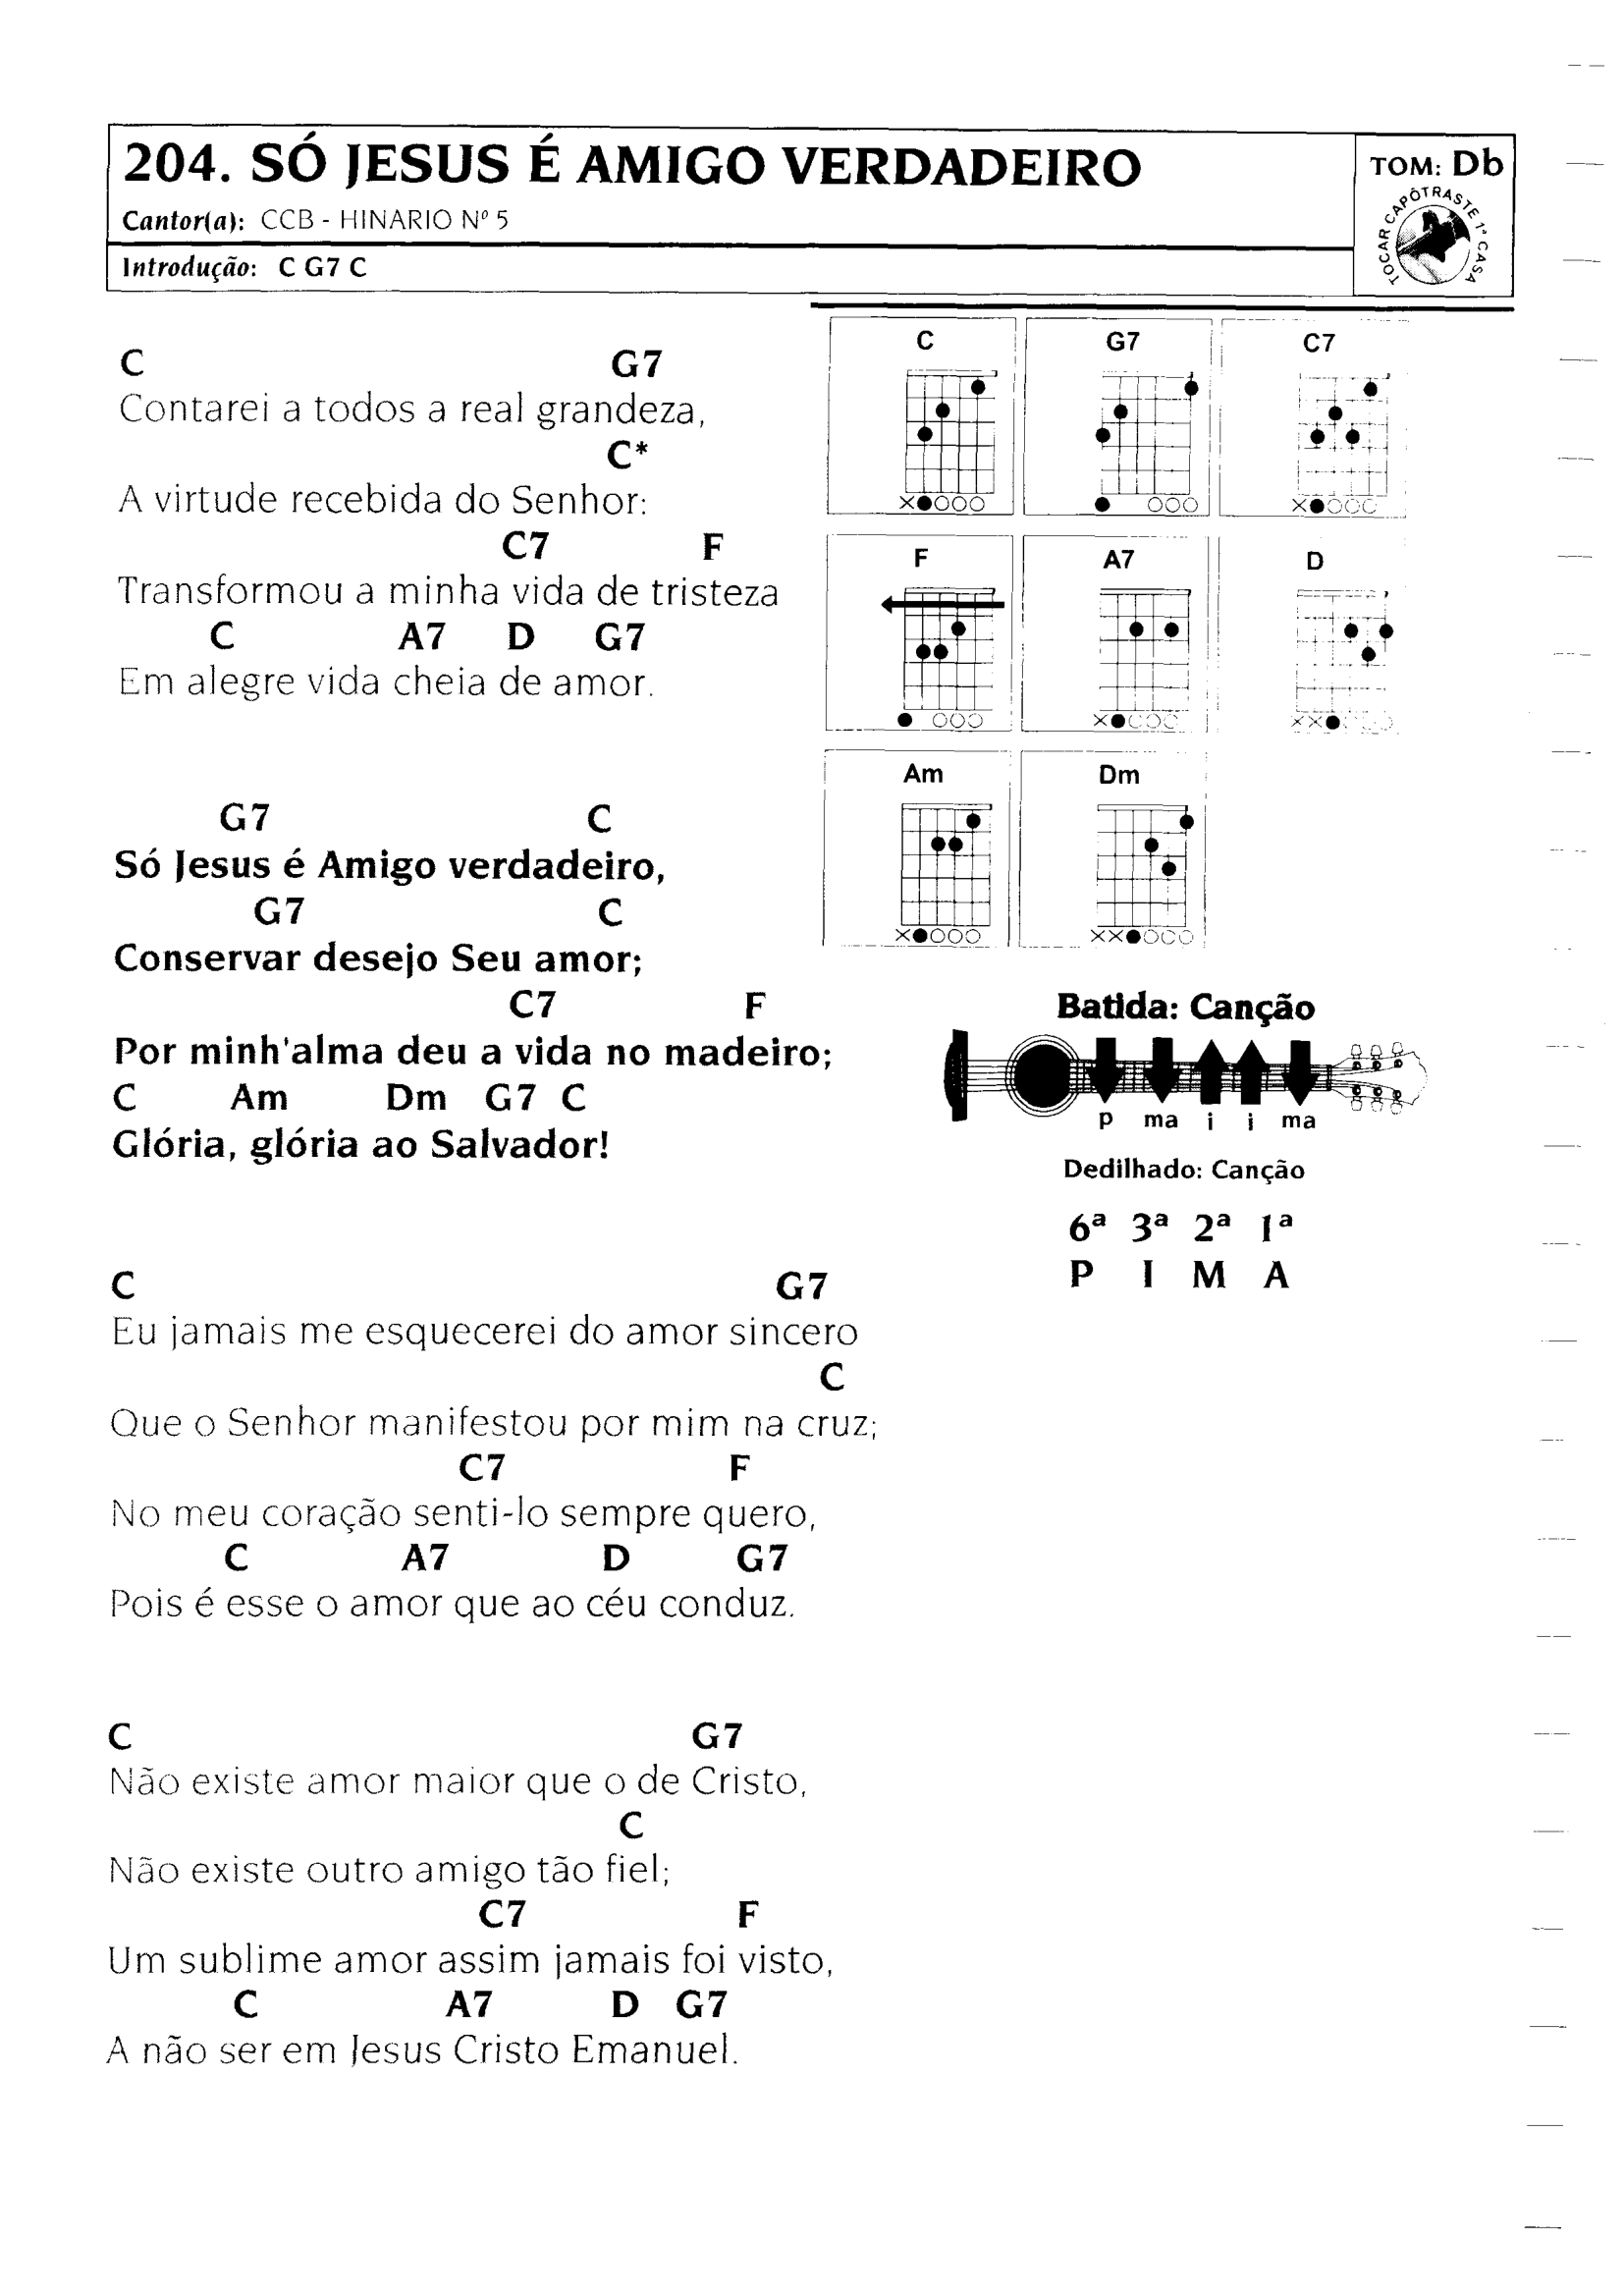 204. SÓ JESUS É AMIGO VERDADEIRO
Cantor(a): CCB - HINARIO Nº 5
Introdução: C G7 C
TOM: Db
TOCAR CAPÔTRASTE 1ª CASA
C G7
Contarei a todos a real grandeza,
C*
A virtude recebida do Senhor:
C7 F
Transformou a minha vida de tristeza
C A7 D G7
Em alegre vida cheia de amor.
G7 C
Só Jesus é Amigo verdadeiro,
G7 C
Conservar desejo Seu amor;
C7 F
Por minh'alma deu a vida no madeiro;
C Am Dm G7 C
Glória, glória ao Salvador!
C G7
Eu jamais me esquecerei do amor sincero
C
Que o Senhor manifestou por mim na cruz;
C7 F
No meu coração senti-lo sempre quero,
C A7 D G7
Pois é esse o amor que ao céu conduz.
C G7
Não existe amor maior que o de Cristo,
C
Não existe outro amigo tão fiel;
C7 F
Um sublime amor assim jamais foi visto,
C A7 D G7
A não ser em Jesus Cristo Emanuel.
C G7 C7
F A7 D
Am Dm
Batida: Canção
p ma i i ma
Dedilhado: Canção
6ª 3ª 2ª 1ª
P I M A